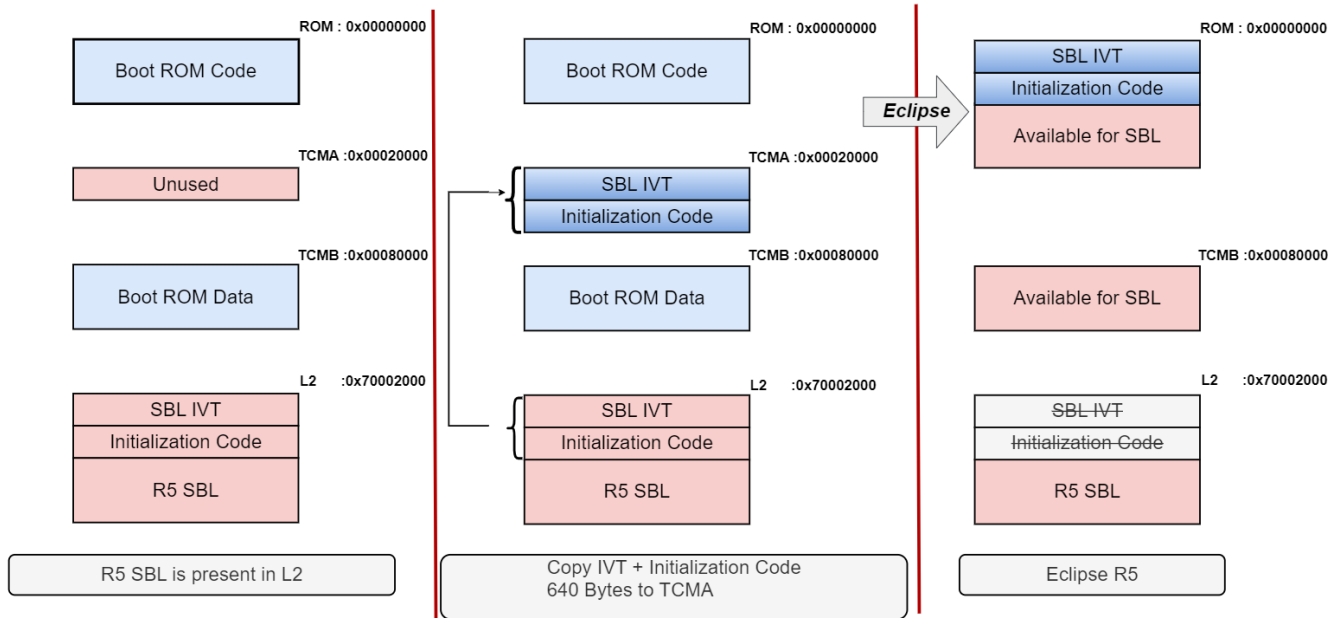 ROM : 0x00000000
Boot ROM Code
TCMA :0x00020000
Unused
TCMB :0x00080000
Boot ROM Data
L2 :0x70002000
SBL IVT
Initialization Code
R5 SBL
R5 SBL is present in L2
ROM : 0x00000000
Boot ROM Code
TCMA :0x00020000
SBL IVT
Initialization Code
TCMB :0x00080000
Boot ROM Data
L2 :0x70002000
SBL IVT
Initialization Code
R5 SBL
Copy IVT + Initialization Code
640 Bytes to TCMA
Eclipse
ROM : 0x00000000
SBL IVT
Initialization Code
Available for SBL
TCMB :0x00080000
Available for SBL
L2 :0x70002000
SBL IVT
Initialization Code
R5 SBL
Eclipse R5